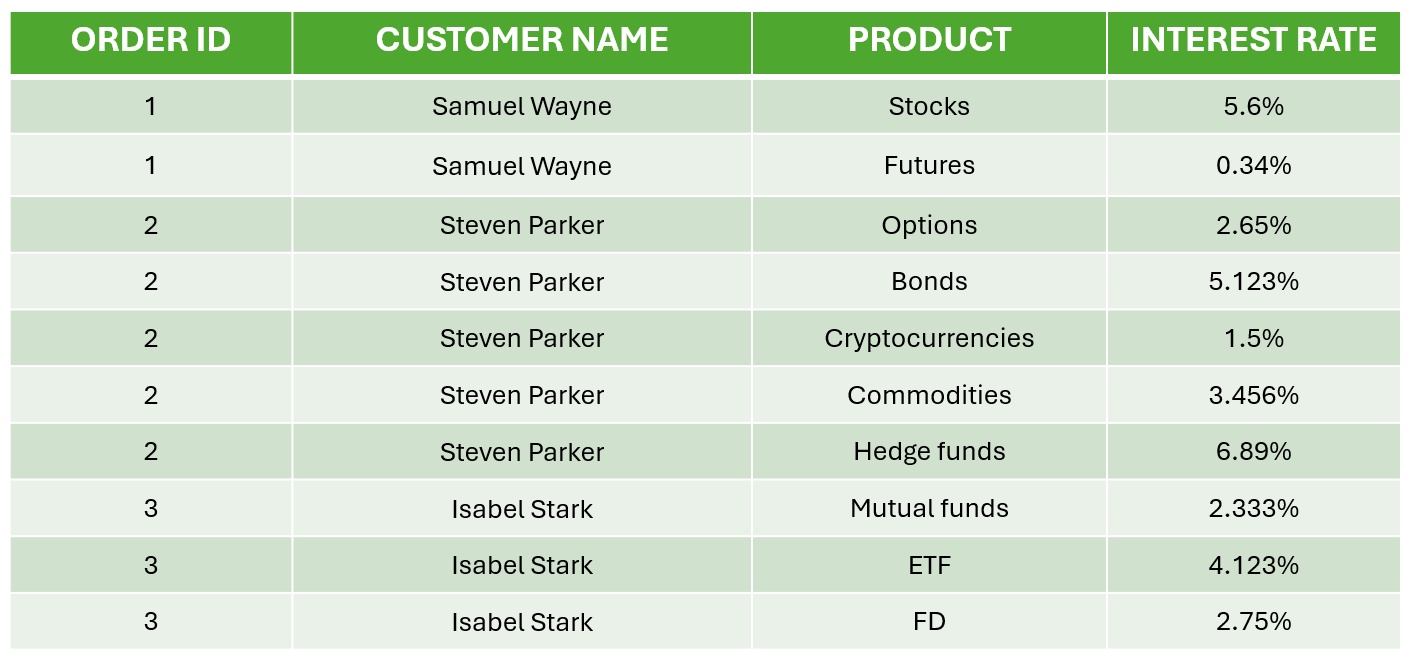 ORDER ID CUSTOMER NAME PRODUCT INTEREST RATE
1 Samuel Wayne Stocks 5.6%
1 Samuel Wayne Futures 0.34%
2 Steven Parker Options 2.65%
2 Steven Parker Bonds 5.123%
2 Steven Parker Cryptocurrencies 1.5%
2 Steven Parker Commodities 3.456%
2 Steven Parker Hedge funds 6.89%
3 Isabel Stark Mutual funds 2.333%
3 Isabel Stark ETF 4.123%
3 Isabel Stark FD 2.75%